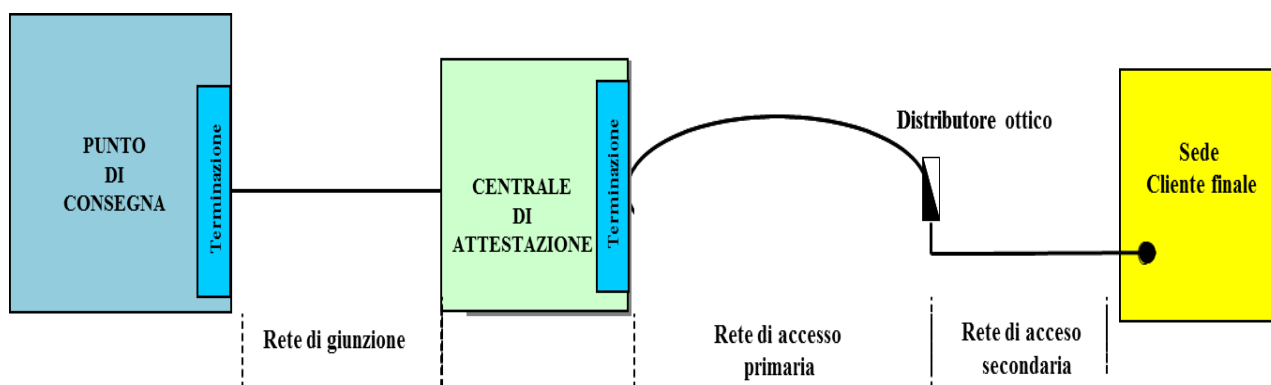 PUNTO
DI
CONSEGNA
Terminazione
CENTRALE
DI
ATTESTAZIONE
Terminazione
Distributore ottico
Sede
Cliente finale
Rete di giunzione
Rete di accesso
primaria
Rete di acceso
secondaria